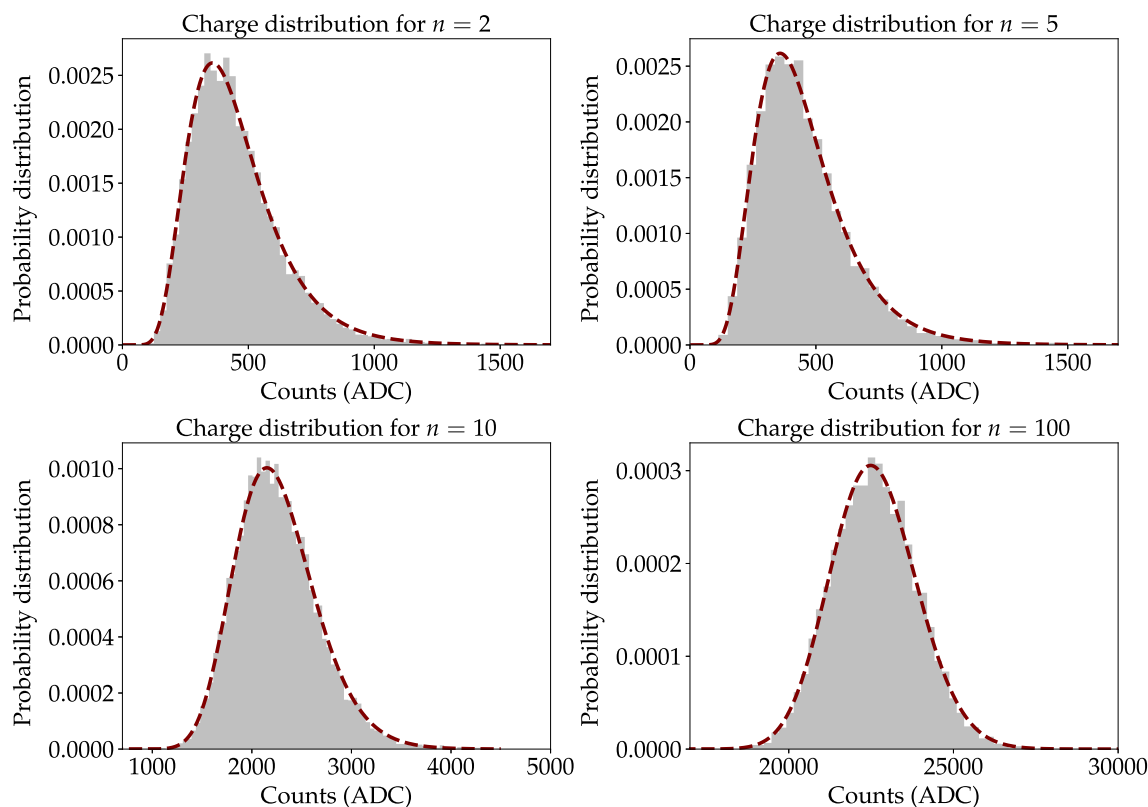 Charge distribution for n = 2
Probability distribution
0.0025
0.0020
0.0015
0.0010
0.0005
0.0000
0 500 1000 1500
Counts (ADC)
Charge distribution for n = 5
Probability distribution
0.0025
0.0020
0.0015
0.0010
0.0005
0.0000
0 500 1000 1500
Counts (ADC)
Charge distribution for n = 10
Probability distribution
0.0010
0.0008
0.0006
0.0004
0.0002
0.0000
1000 2000 3000 4000 5000
Counts (ADC)
Charge distribution for n = 100
Probability distribution
0.0003
0.0002
0.0001
0.0000
20000 25000 30000
Counts (ADC)